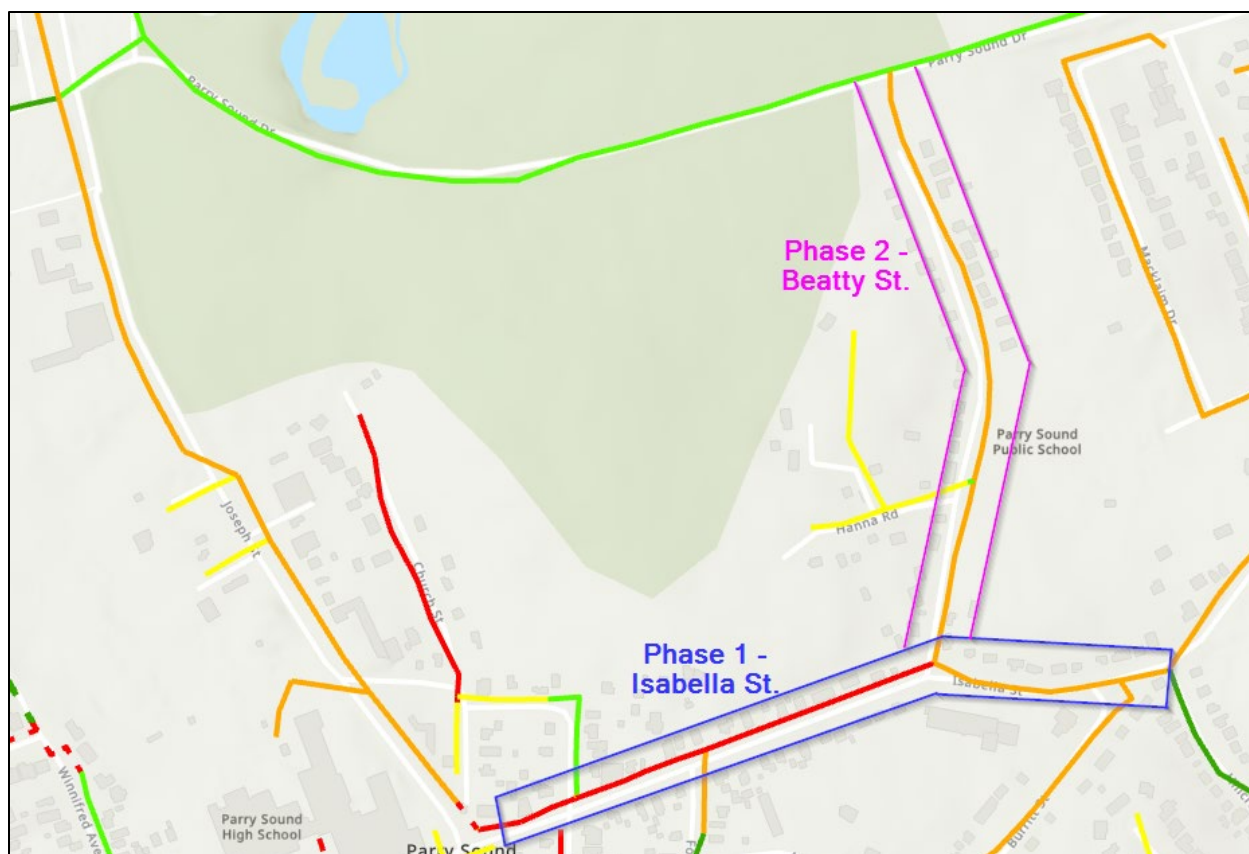 Parry Sound Dr
Parry Sound Dr
Phase 2 -
Beatty St.
Macklaim Dr
Parry Sound
Public School
Hanna Rd
Joseph St
Church St
Phase 1 -
Isabella St.
Isabella St
Winnifred Ave
Parry Sound
High School
Parry Sound
Burritt St